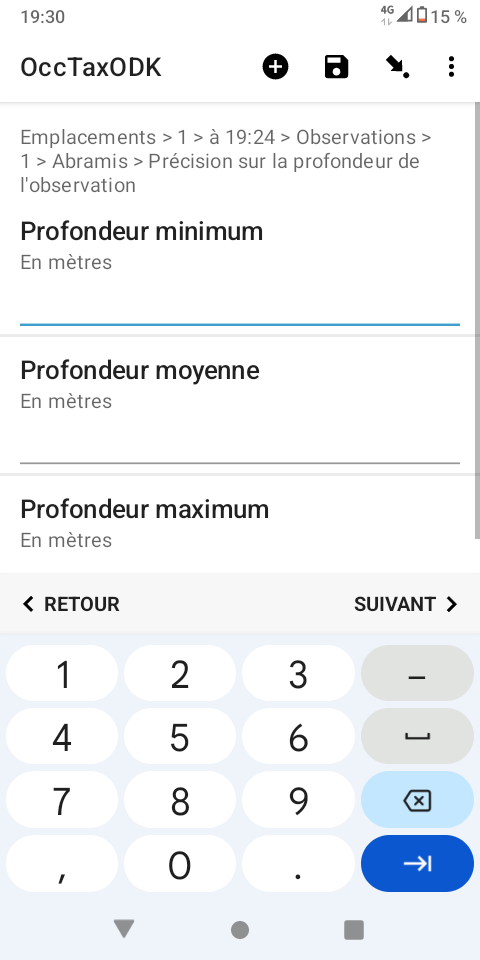 19:30
4G
15 %
OccTaxODK
Emplacements > 1 > à 19:24 > Observations >
1 > Abramis > Précision sur la profondeur de
l'observation
Profondeur minimum
En mètres
Profondeur moyenne
En mètres
Profondeur maximum
En mètres
RETOUR
SUIVANT
1 2 3 –
4 5 6
7 8 9
, 0 .